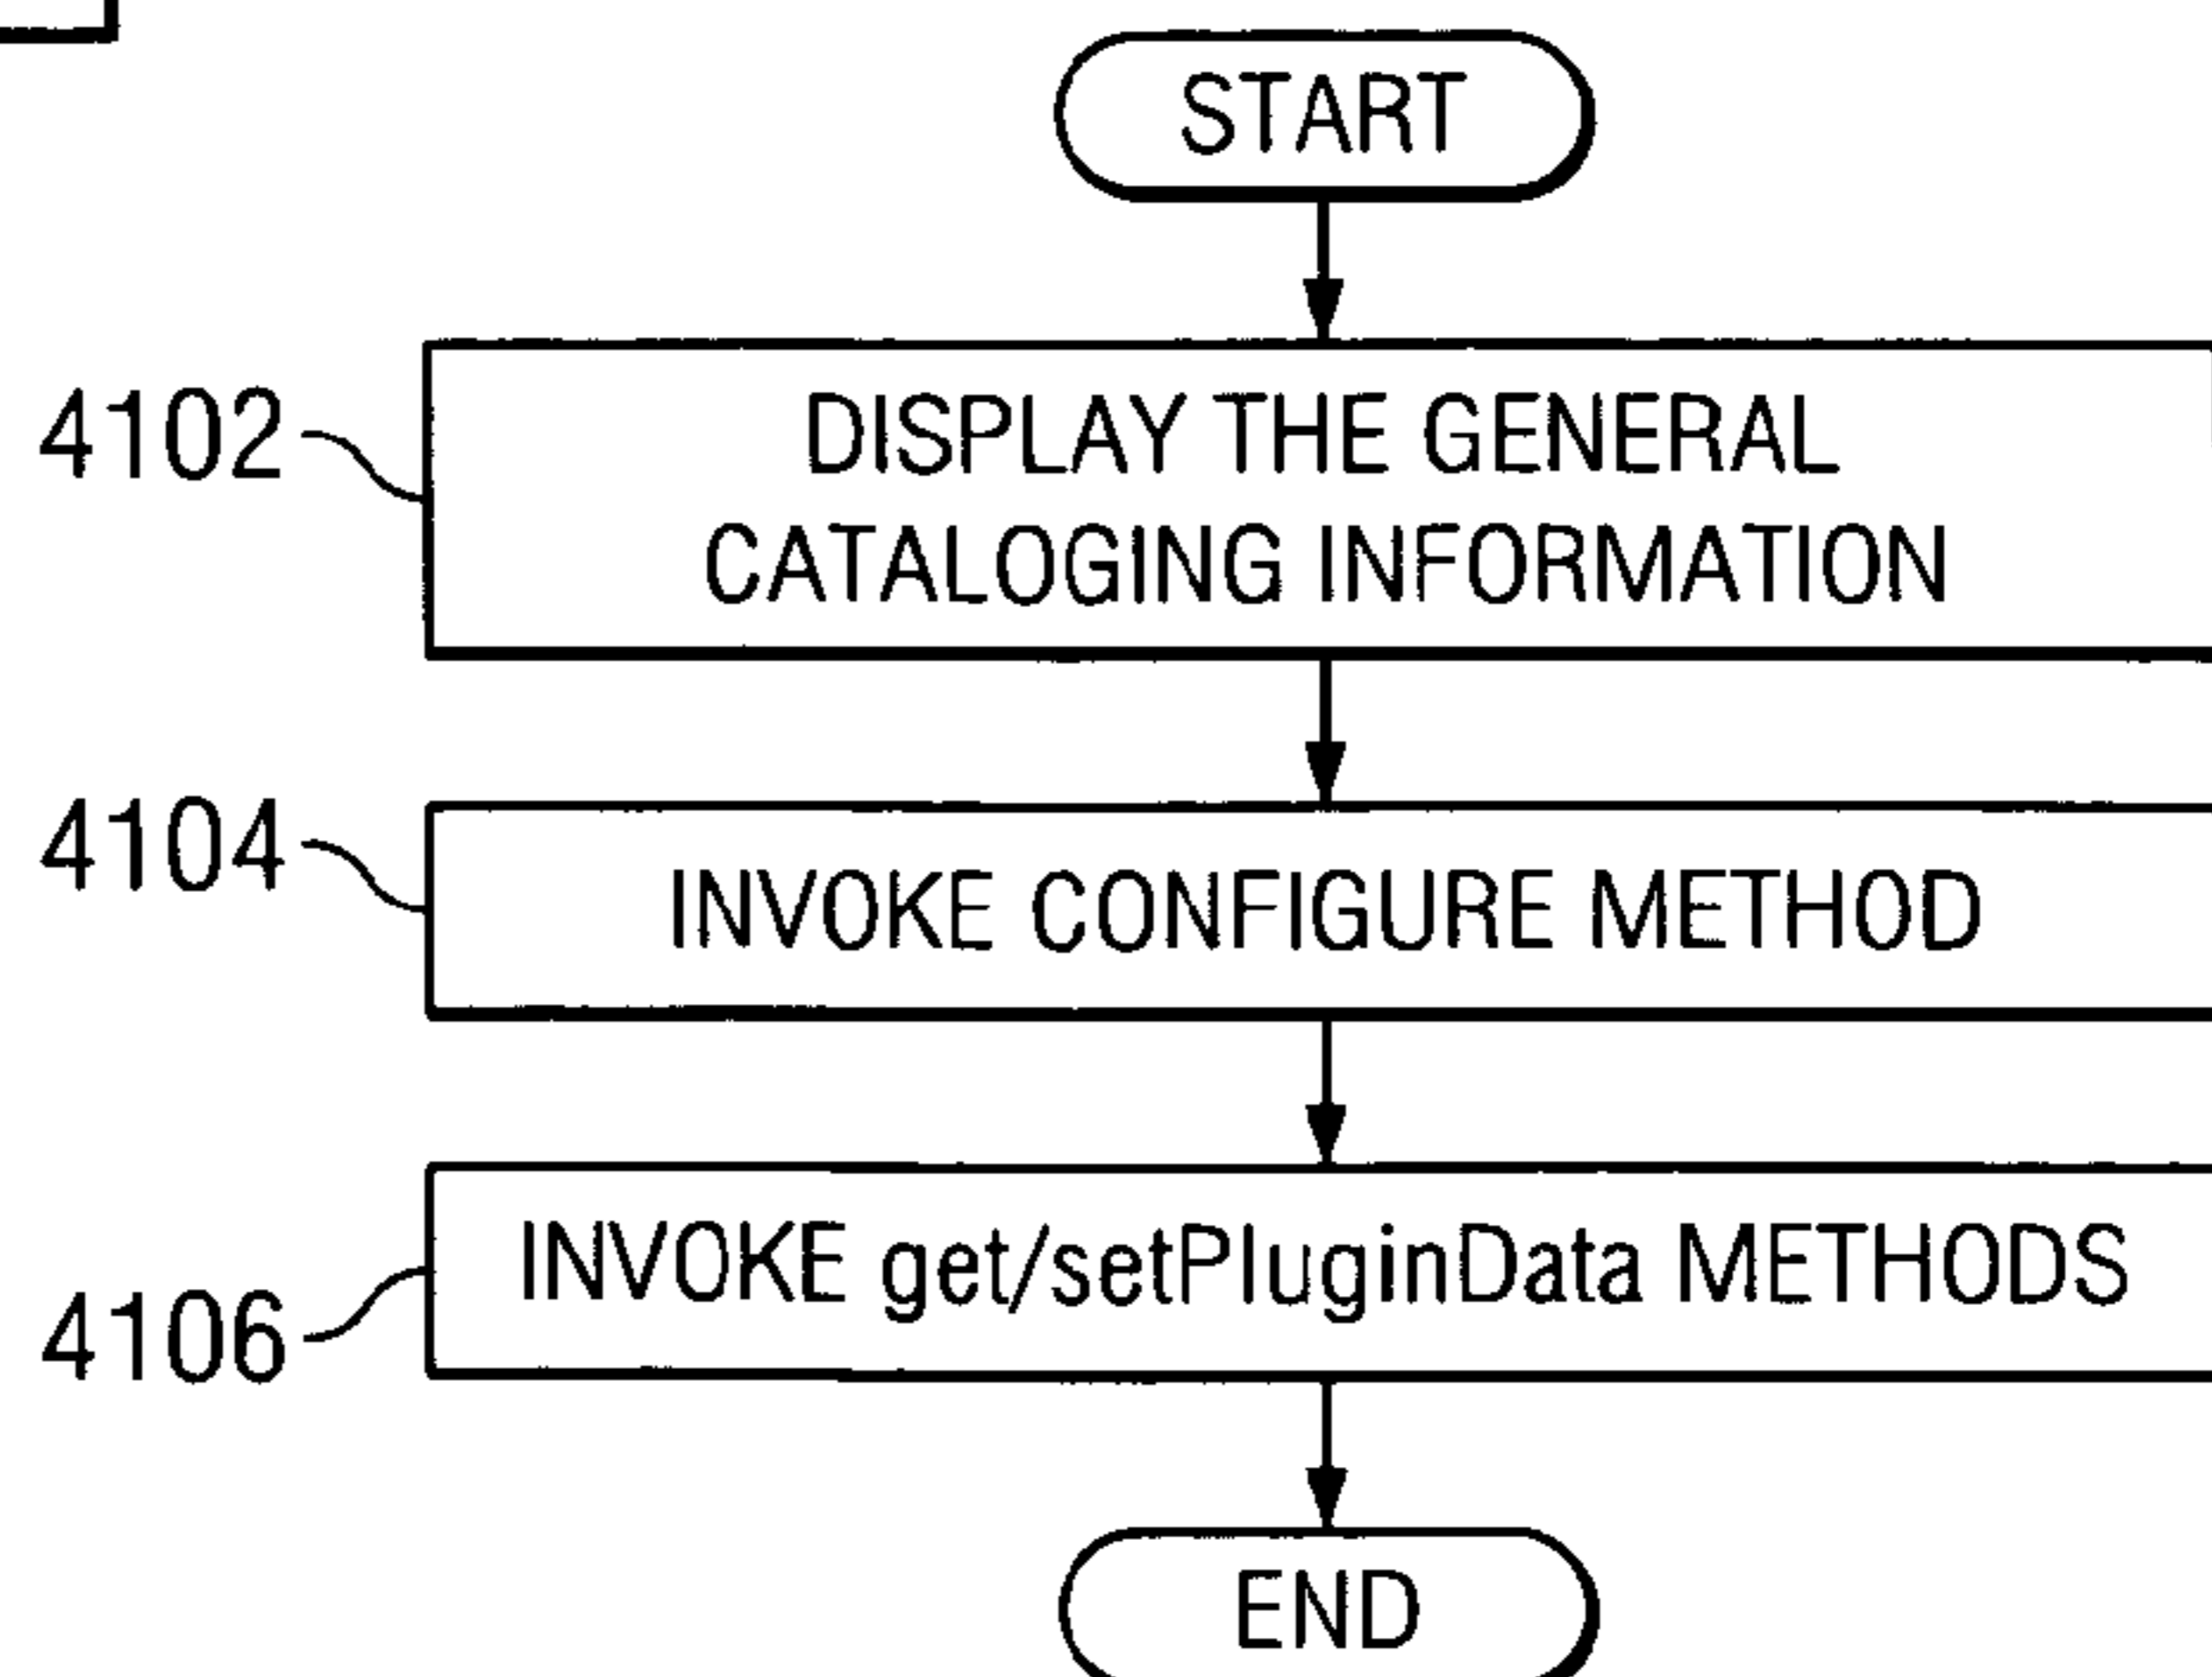 START
4102
DISPLAY THE GENERAL
CATALOGING INFORMATION
4104
INVOKE CONFIGURE METHOD
INVOKE get/setPluginData METHODS
4106
END